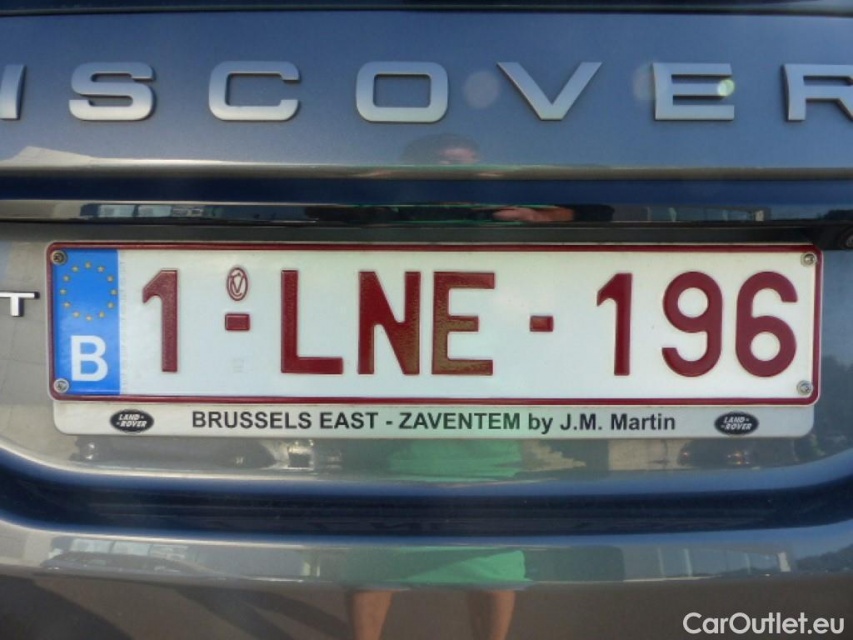 ISCOVER
T
B 1-LNE-196
LAND-ROVER BRUSSELS EAST - ZAVENTEM by J.M. Martin LAND-ROVER
CarOutlet.eu